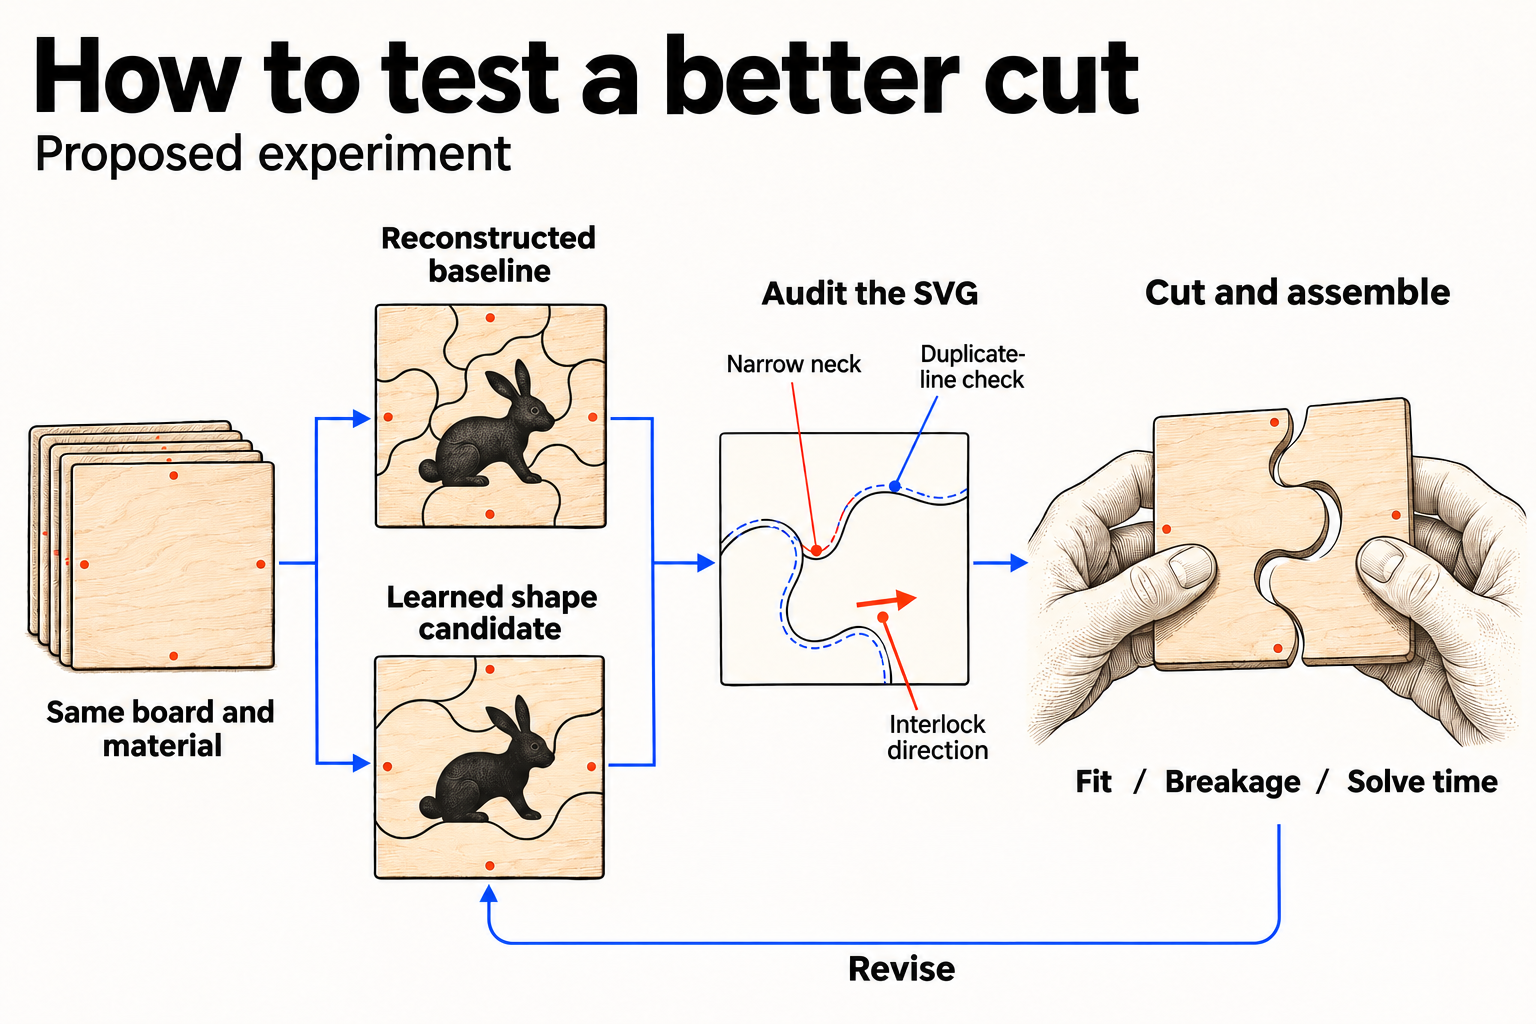 How to test a better cut
Proposed experiment
Reconstructed
baseline
Audit the SVG
Cut and assemble
Narrow neck
Duplicate-
line check
Learned shape
candidate
Same board and
material
Interlock
direction
Fit / Breakage / Solve time
Revise